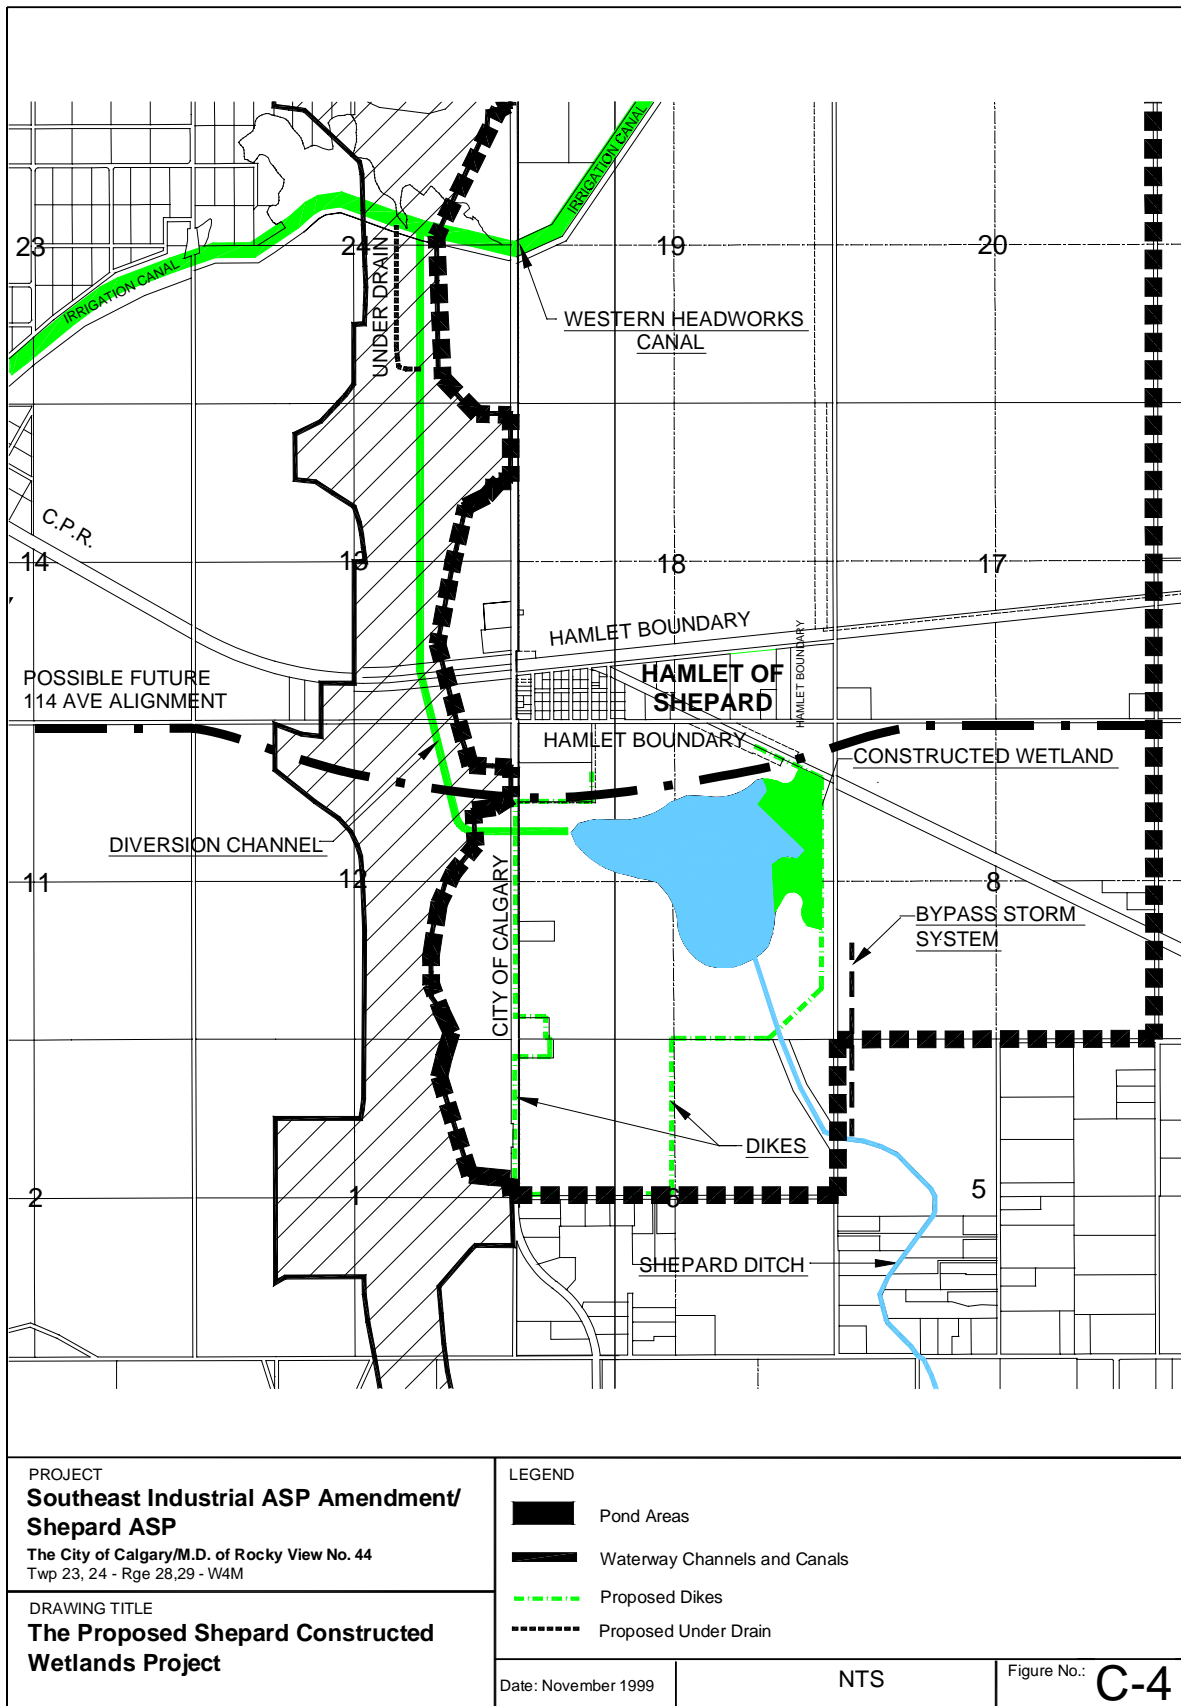 IRRIGATION CANAL
23
24
19
20
IRRIGATION CANAL
UNDER DRAIN
WESTERN HEADWORKS
CANAL
C.P.R.
14
13
18
17
HAMLET BOUNDARY
HAMLET BOUNDARY
POSSIBLE FUTURE
114 AVE ALIGNMENT
HAMLET OF
SHEPARD
HAMLET BOUNDARY
CONSTRUCTED WETLAND
DIVERSION CHANNEL
11
12
8
CITY OF CALGARY
BYPASS STORM
SYSTEM
DIKES
2
1
6
5
SHEPARD DITCH
PROJECT
Southeast Industrial ASP Amendment/
Shepard ASP
The City of Calgary/M.D. of Rocky View No. 44
Twp 23, 24 - Rge 28,29 - W4M
DRAWING TITLE
The Proposed Shepard Constructed
Wetlands Project
LEGEND
Pond Areas
Waterway Channels and Canals
Proposed Dikes
Proposed Under Drain
Date: November 1999
NTS
Figure No.: C-4